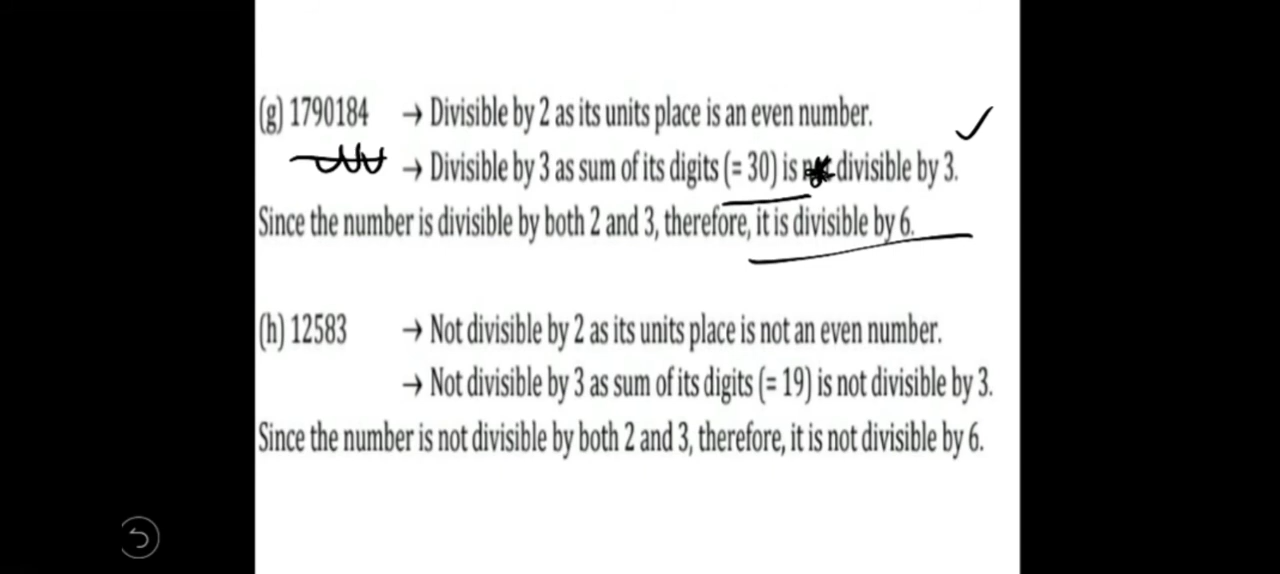 (g) 1790184 → Divisible by 2 as its units place is an even number.
→ Divisible by 3 as sum of its digits (= 30) is divisible by 3.
Since the number is divisible by both 2 and 3, therefore, it is divisible by 6.
(h) 12583 → Not divisible by 2 as its units place is not an even number.
→ Not divisible by 3 as sum of its digits (= 19) is not divisible by 3.
Since the number is not divisible by both 2 and 3, therefore, it is not divisible by 6.